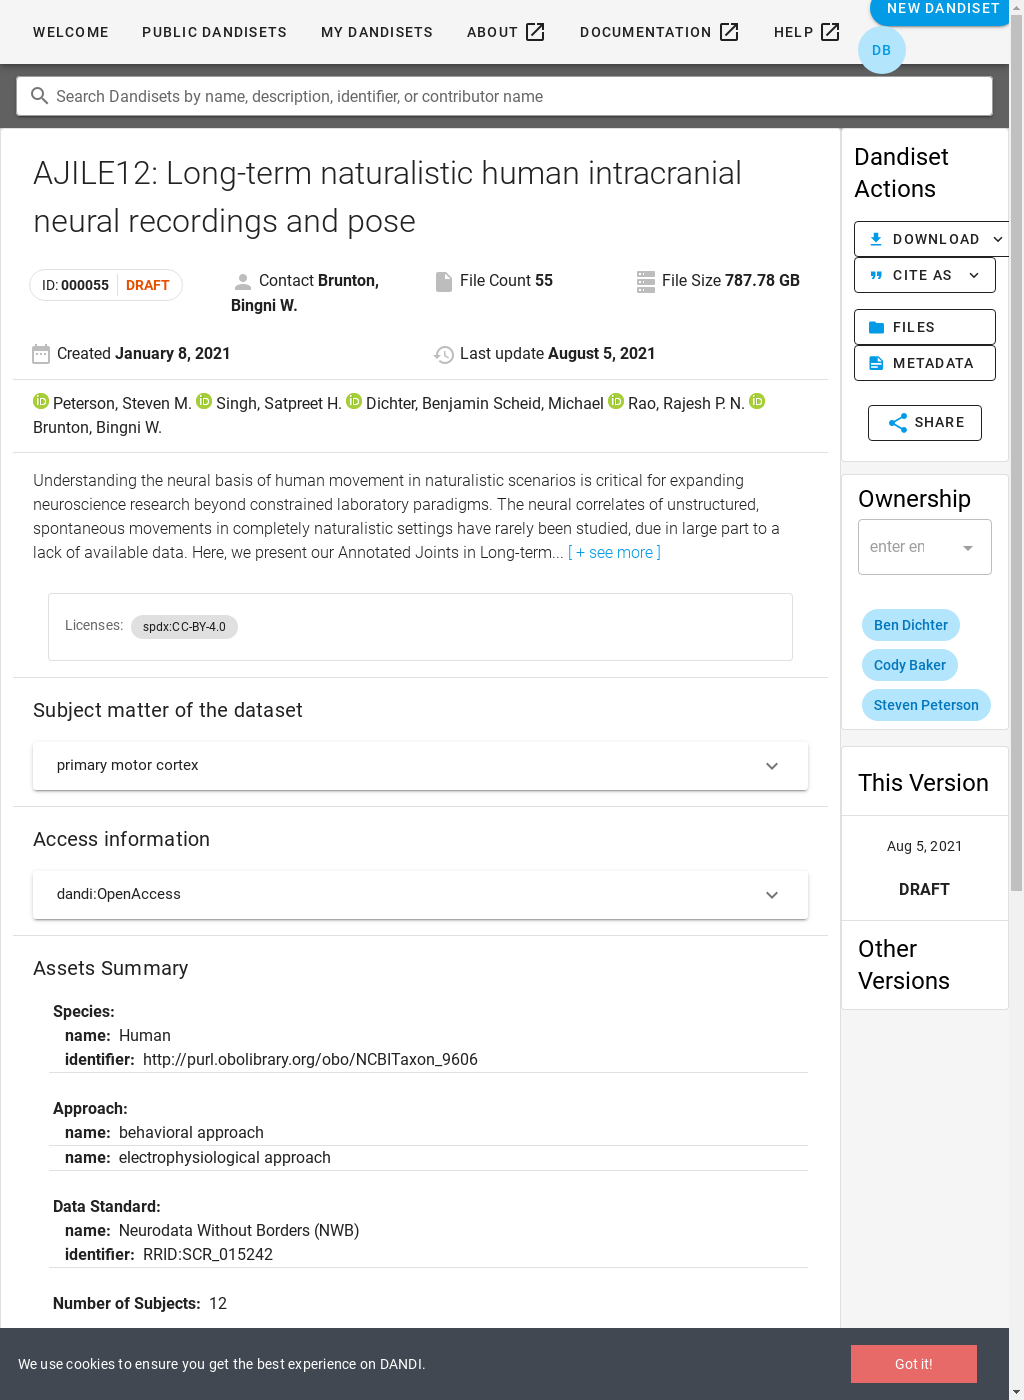 WELCOME PUBLIC DANDISETS MY DANDISETS ABOUT DOCUMENTATION HELP NEW DANDISET
DB
Search Dandisets by name, description, identifier, or contributor name
AJILE12: Long-term naturalistic human intracranial
neural recordings and pose
ID: 000055 DRAFT
Contact Brunton,
Bingni W.
File Count 55
File Size 787.78 GB
Created January 8, 2021
Last update August 5, 2021
Peterson, Steven M. Singh, Satpreet H. Dichter, Benjamin Scheid, Michael Rao, Rajesh P. N.
Brunton, Bingni W.
Understanding the neural basis of human movement in naturalistic scenarios is critical for expanding
neuroscience research beyond constrained laboratory paradigms. The neural correlates of unstructured,
spontaneous movements in completely naturalistic settings have rarely been studied, due in large part to a
lack of available data. Here, we present our Annotated Joints in Long-term... [ + see more ]
Licenses: spdx:CC-BY-4.0
Subject matter of the dataset
primary motor cortex
Access information
dandi:OpenAccess
Assets Summary
Species:
name: Human
identifier: http://purl.obolibrary.org/obo/NCBITaxon_9606
Approach:
name: behavioral approach
name: electrophysiological approach
Data Standard:
name: Neurodata Without Borders (NWB)
identifier: RRID:SCR_015242
Number of Subjects: 12
Dandiset
Actions
DOWNLOAD
CITE AS
FILES
METADATA
SHARE
Ownership
enter en
Ben Dichter
Cody Baker
Steven Peterson
This Version
Aug 5, 2021
DRAFT
Other
Versions
We use cookies to ensure you get the best experience on DANDI.
Got it!